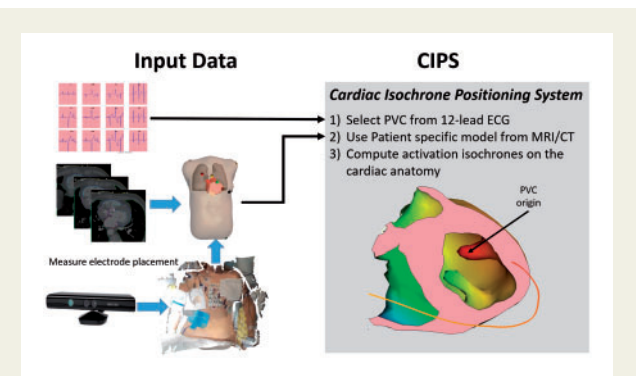 Input Data
CIPS
Cardiac Isochrone Positioning System
1) Select PVC from 12-lead ECG
2) Use Patient specific model from MRI/CT
3) Compute activation isochrones on the
cardiac anatomy
PVC
origin
Measure electrode placement